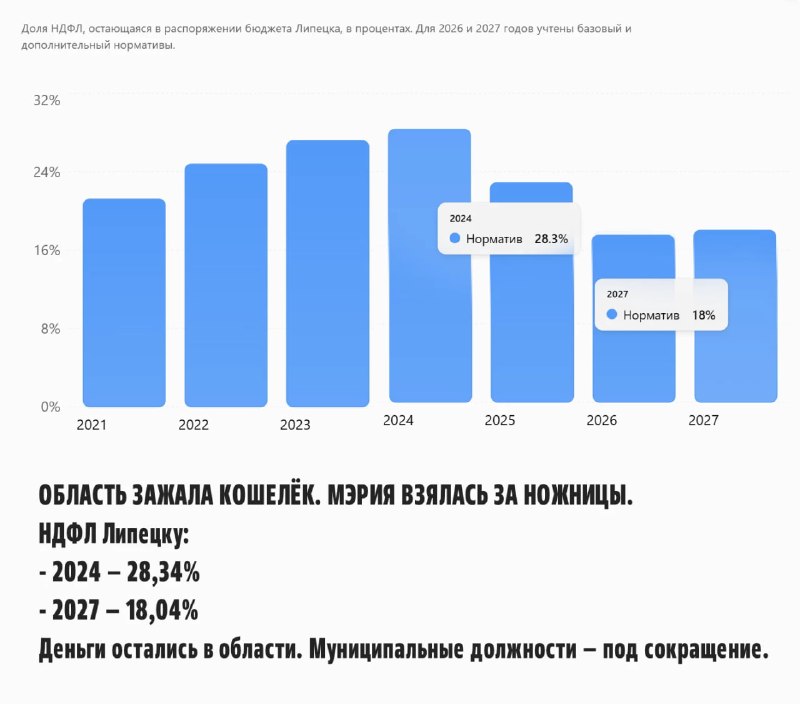 Доля НДФЛ, остающаяся в распоряжении бюджета Липецка, в процентах. Для 2026 и 2027 годов учтены базовый и
дополнительный нормативы.
32%
24%
16%
8%
0%
2024
Норматив 28.3%
2027
Норматив 18%
2021 2022 2023 2024 2025 2026 2027
ОБЛАСТЬ ЗАЖАЛА КОШЕЛЁК. МЭРИЯ ВЗЯЛАСЬ ЗА НОЖНИЦЫ.
НДФЛ Липецку:
- 2024 – 28,34%
- 2027 – 18,04%
Деньги остались в области. Муниципальные должности – под сокращение.